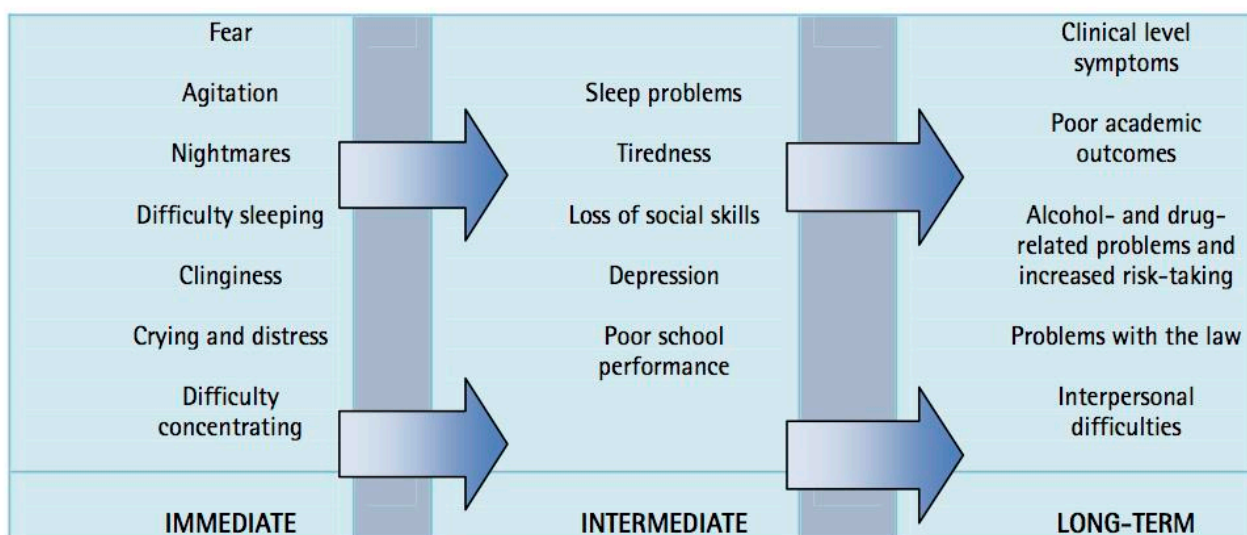 Fear
Agitation
Nightmares
Difficulty sleeping
Clinginess
Crying and distress
Difficulty
concentrating
IMMEDIATE
Sleep problems
Tiredness
Loss of social skills
Depression
Poor school
performance
INTERMEDIATE
Clinical level
symptoms
Poor academic
outcomes
Alcohol- and drug-
related problems and
increased risk-taking
Problems with the law
Interpersonal
difficulties
LONG-TERM